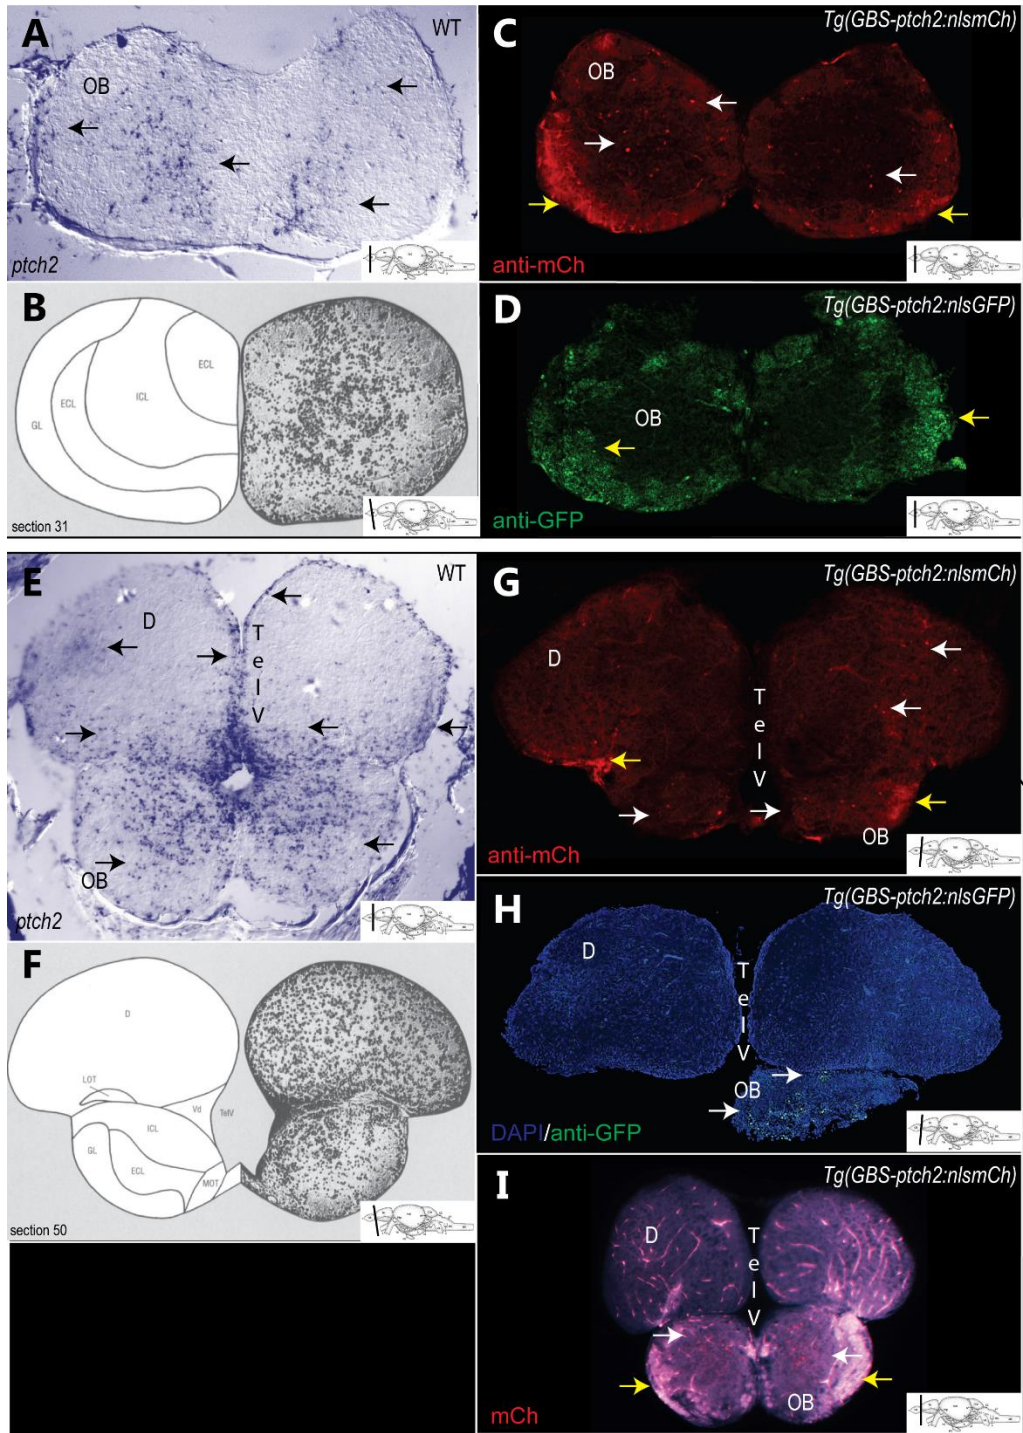 A
WT
OB
ptch2
B
ECL
ECL
ICL
GL
section 31
C
Tg(GBS-ptch2:nlsmCh)
OB
anti-mCh
D
Tg(GBS-ptch2:nlsGFP)
OB
anti-GFP
E
WT
D
T
e
l
V
OB
ptch2
F
D
LOT
Vd
TelV
ICL
GL
ECL
MOT
section 50
G
Tg(GBS-ptch2:nlsmCh)
D
T
e
l
V
OB
anti-mCh
H
Tg(GBS-ptch2:nlsGFP)
D
T
e
l
V
OB
DAPI/anti-GFP
I
Tg(GBS-ptch2:nlsmCh)
D
T
e
l
V
OB
mCh